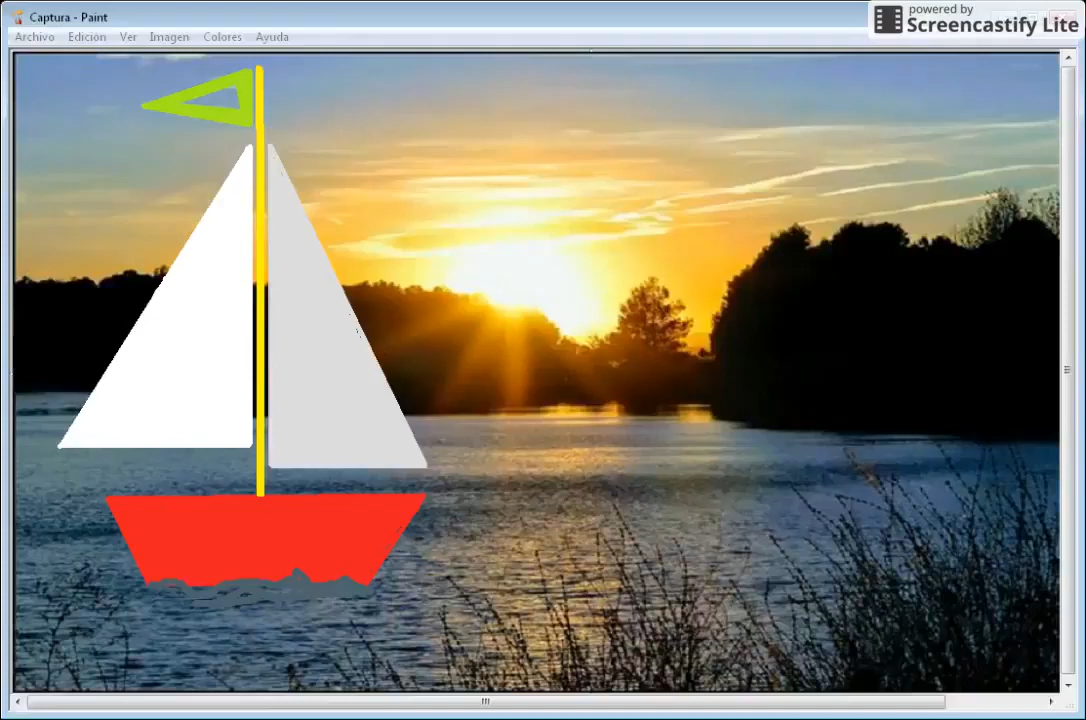 Captura - Paint
Archivo Edición Ver Imagen Colores Ayuda
powered by
Screencastify Lite